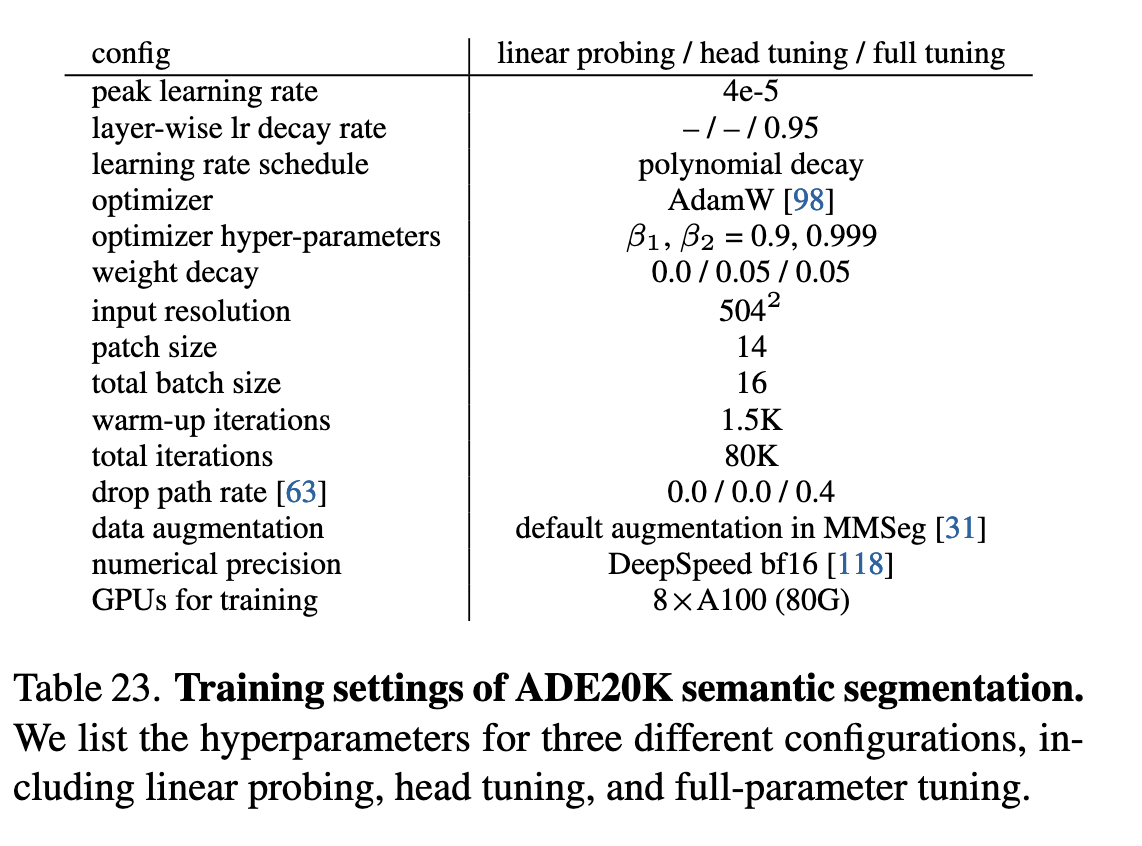 config linear probing / head tuning / full tuning
peak learning rate 4e-5
layer-wise lr decay rate – / – / 0.95
learning rate schedule polynomial decay
optimizer AdamW [98]
optimizer hyper-parameters β₁, β₂ = 0.9, 0.999
weight decay 0.0 / 0.05 / 0.05
input resolution 504²
patch size 14
total batch size 16
warm-up iterations 1.5K
total iterations 80K
drop path rate [63] 0.0 / 0.0 / 0.4
data augmentation default augmentation in MMSeg [31]
numerical precision DeepSpeed bf16 [118]
GPUs for training 8×A100 (80G)
Table 23. Training settings of ADE20K semantic segmentation.
We list the hyperparameters for three different configurations, in-
cluding linear probing, head tuning, and full-parameter tuning.